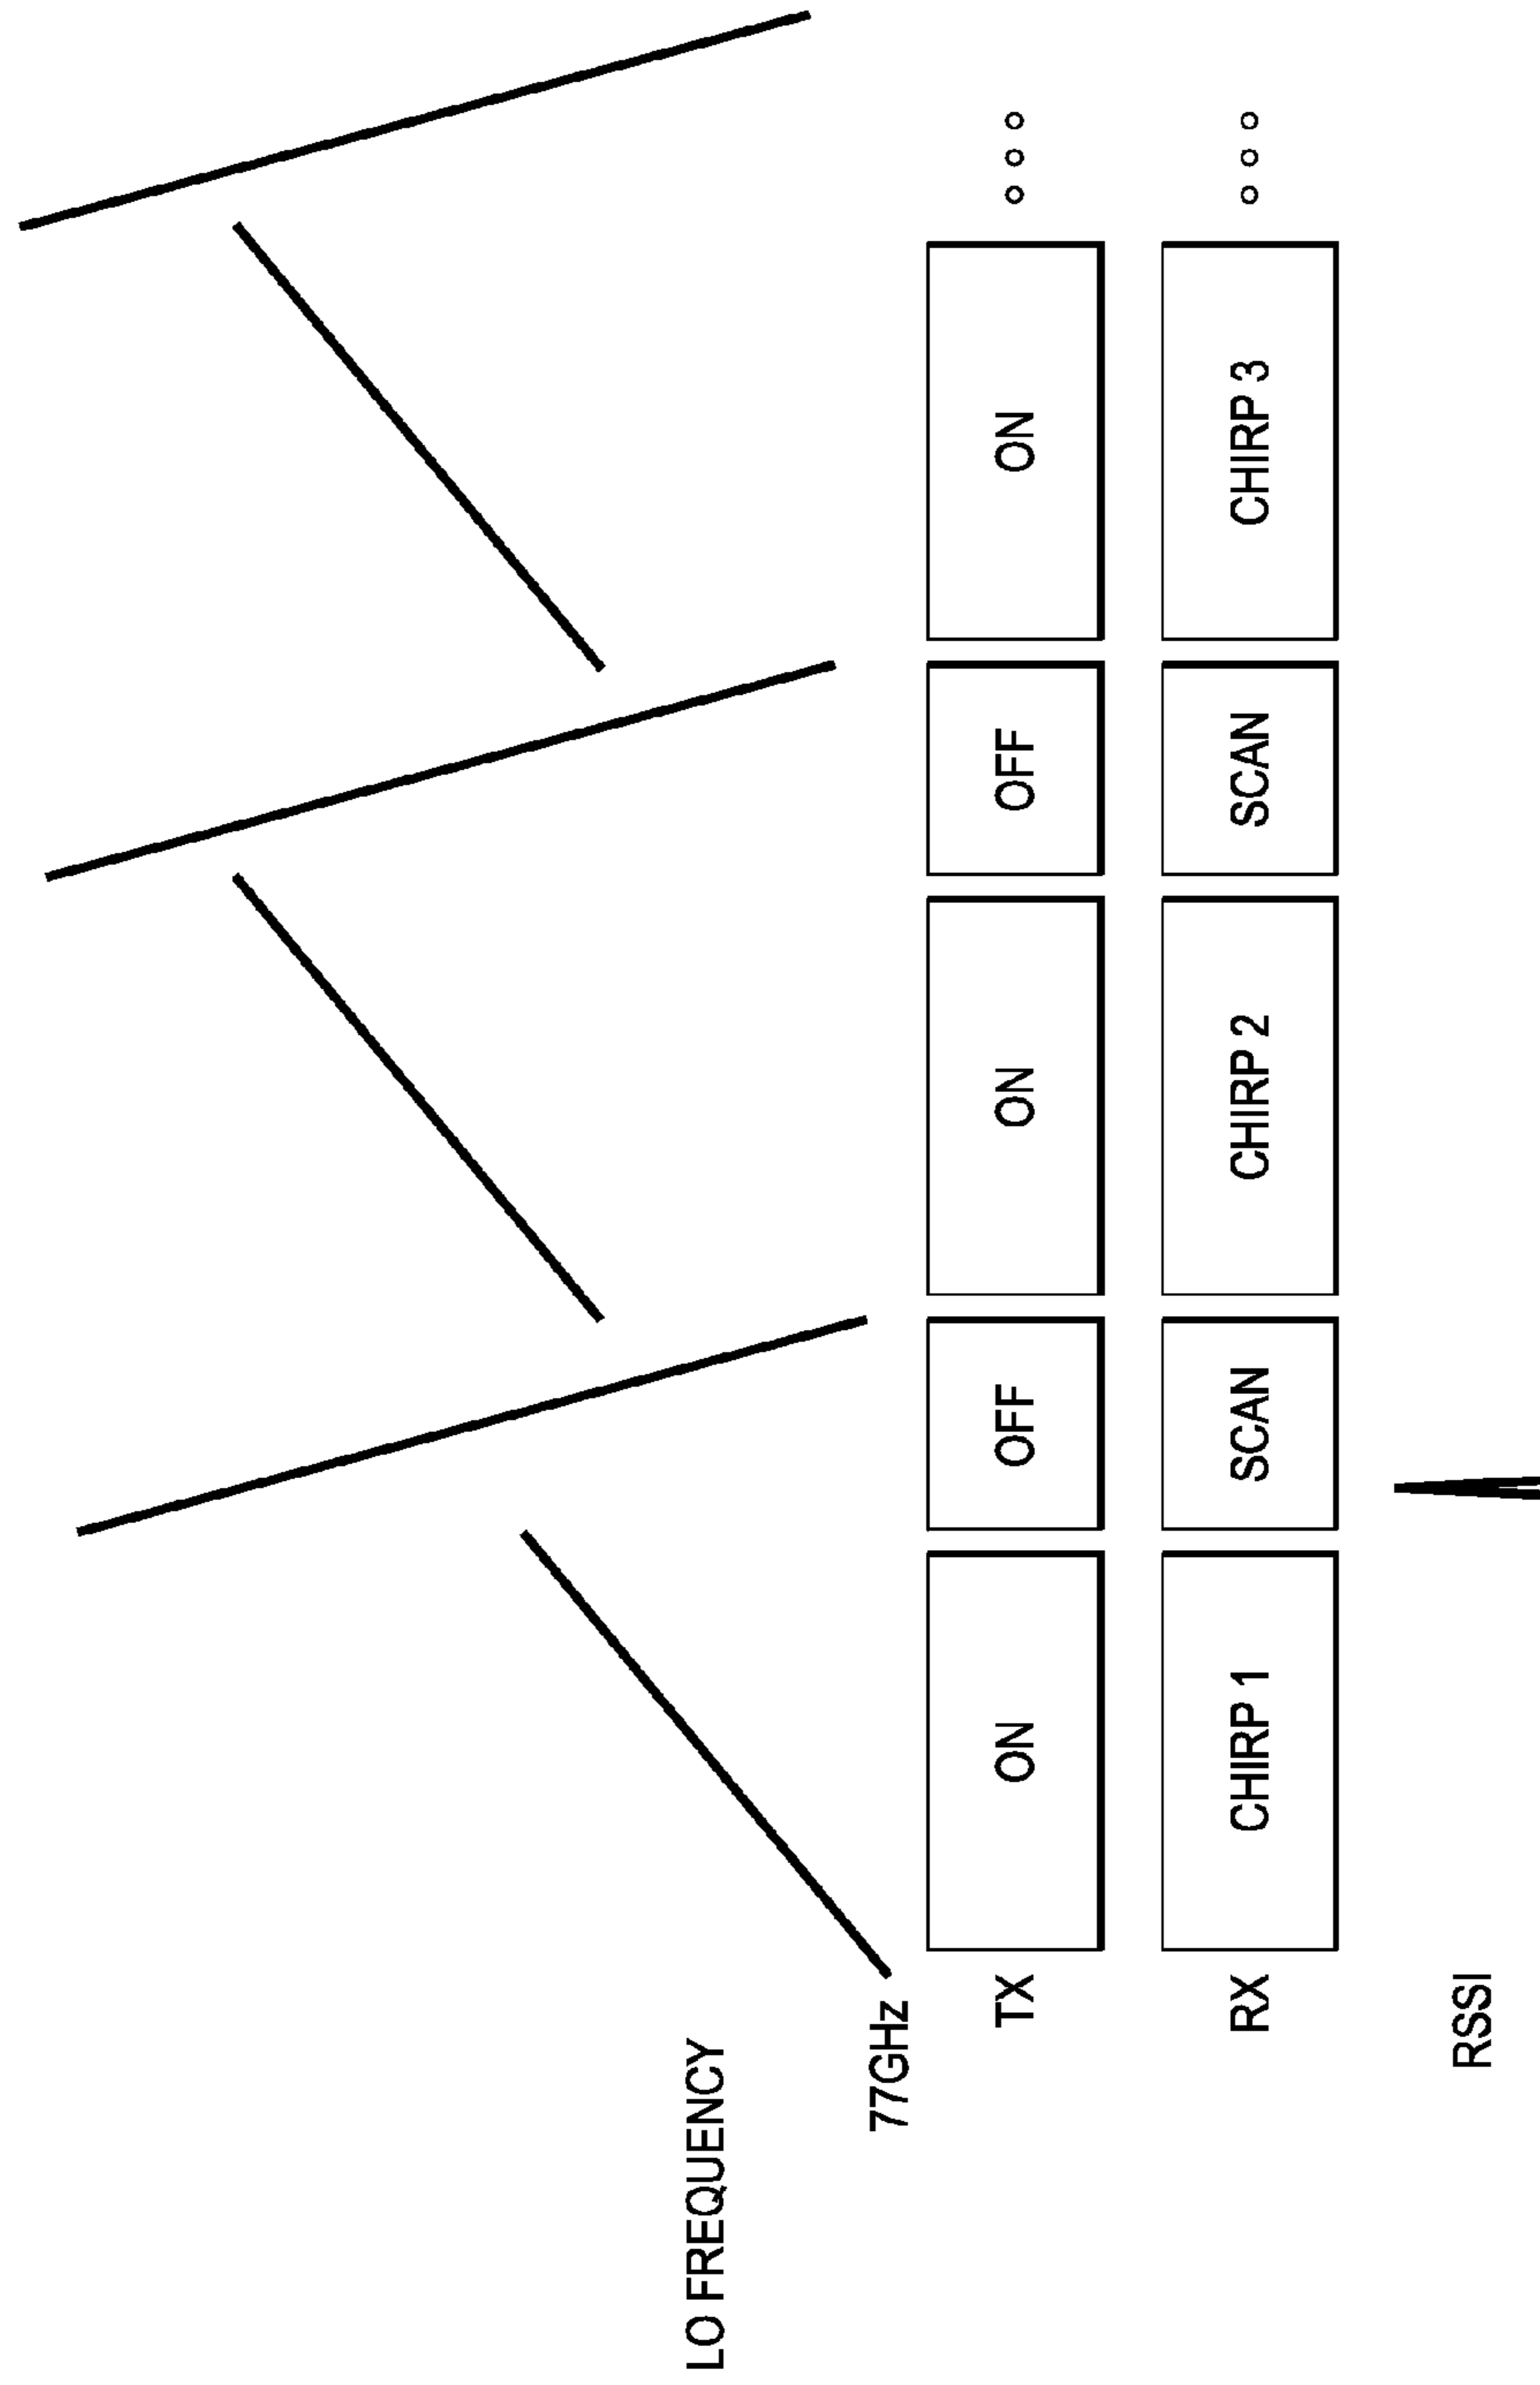 LO FREQUENCY
77GHz
TX ON OFF ON OFF ON
RX CHIRP 1 SCAN CHIRP 2 SCAN CHIRP 3
RSSI